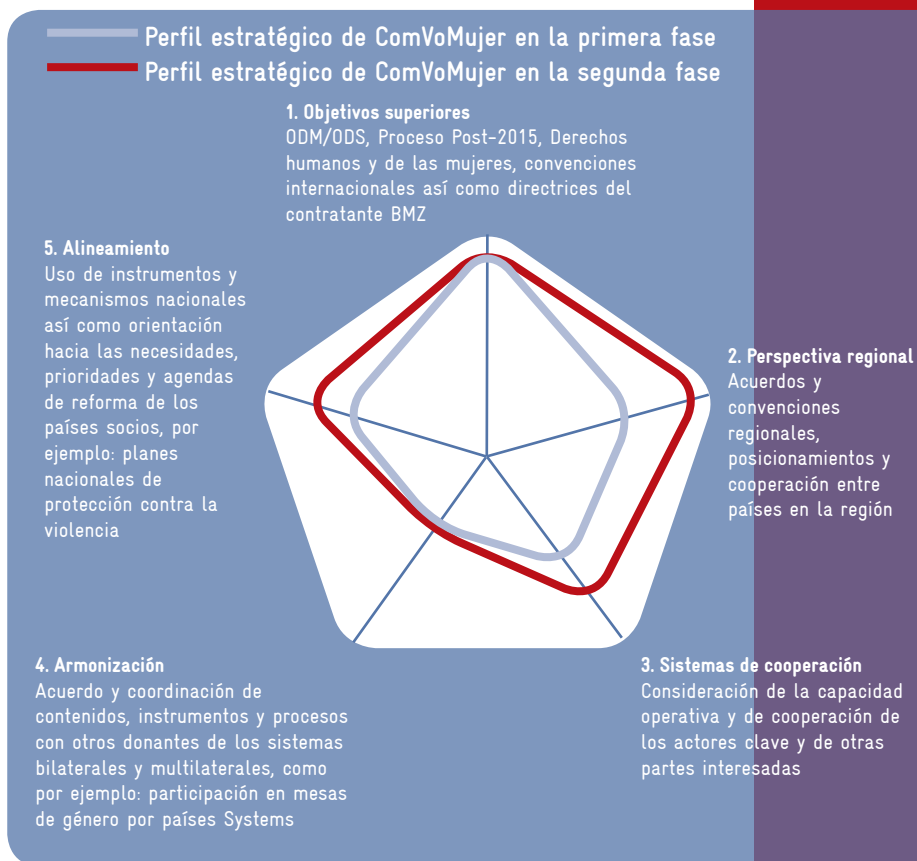 Perfil estratégico de ComVoMujer en la primera fase
Perfil estratégico de ComVoMujer en la segunda fase
1. Objetivos superiores
ODM/ODS, Proceso Post-2015, Derechos
humanos y de las mujeres, convenciones
internacionales así como directrices del
contratante BMZ
2. Perspectiva regional
Acuerdos y
convenciones
regionales,
posicionamientos y
cooperación entre
países en la región
3. Sistemas de cooperación
Consideración de la capacidad
operativa y de cooperación de
los actores clave y de otras
partes interesadas
4. Armonización
Acuerdo y coordinación de
contenidos, instrumentos y procesos
con otros donantes de los sistemas
bilaterales y multilaterales, como
por ejemplo: participación en mesas
de género por países Systems
5. Alineamiento
Uso de instrumentos y
mecanismos nacionales
así como orientación
hacia las necesidades,
prioridades y agendas
de reforma de los
países socios, por
ejemplo: planes
nacionales de
protección contra la
violencia